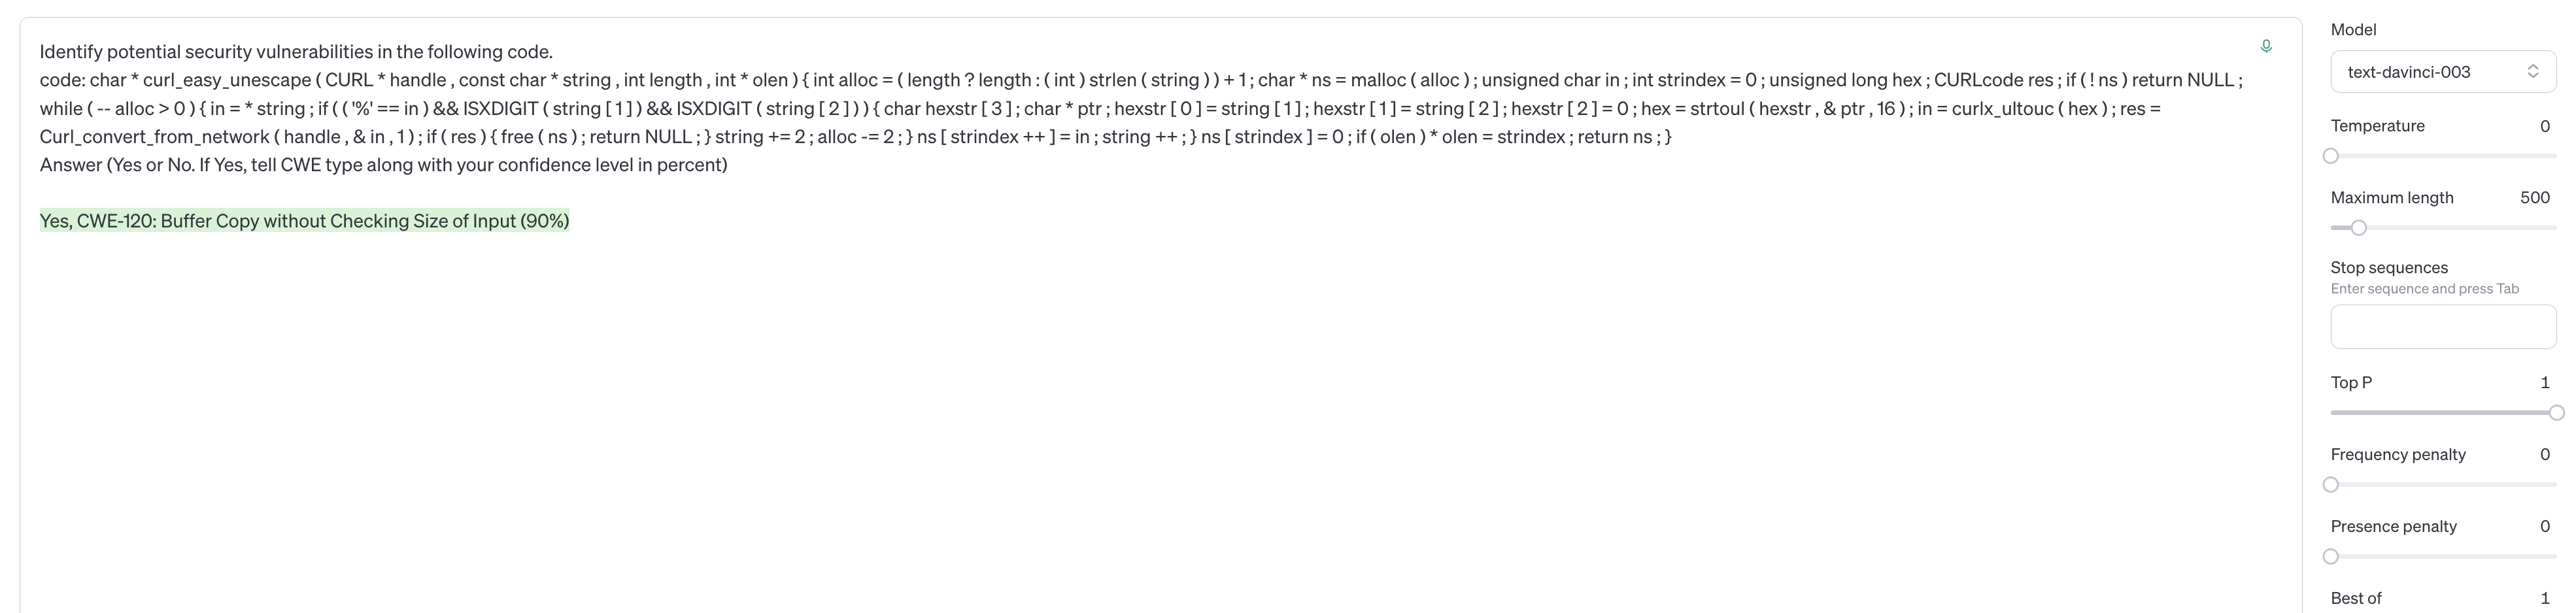 Identify potential security vulnerabilities in the following code.
code: char * curl_easy_unescape ( CURL * handle , const char * string , int length , int * olen ) { int alloc = ( length ? length : ( int ) strlen ( string ) ) + 1 ; char * ns = malloc ( alloc ) ; unsigned char in ; int strindex = 0 ; unsigned long hex ; CURLcode res ; if ( ! ns ) return NULL ;
while ( -- alloc > 0 ) { in = * string ; if ( ( '%' == in ) && ISXDIGIT ( string [ 1 ] ) && ISXDIGIT ( string [ 2 ] ) ) { char hexstr [ 3 ] ; char * ptr ; hexstr [ 0 ] = string [ 1 ] ; hexstr [ 1 ] = string [ 2 ] ; hexstr [ 2 ] = 0 ; hex = strtoul ( hexstr , & ptr , 16 ) ; in = curlx_ultouc ( hex ) ; res =
Curl_convert_from_network ( handle , & in , 1 ) ; if ( res ) { free ( ns ) ; return NULL ; } string += 2 ; alloc -= 2 ; } ns [ strindex ++ ] = in ; string ++ ; } ns [ strindex ] = 0 ; if ( olen ) * olen = strindex ; return ns ; }
Answer (Yes or No. If Yes, tell CWE type along with your confidence level in percent)
Yes, CWE-120: Buffer Copy without Checking Size of Input (90%)
Model
text-davinci-003
Temperature 0
Maximum length 500
Stop sequences
Enter sequence and press Tab
Top P 1
Frequency penalty 0
Presence penalty 0
Best of 1